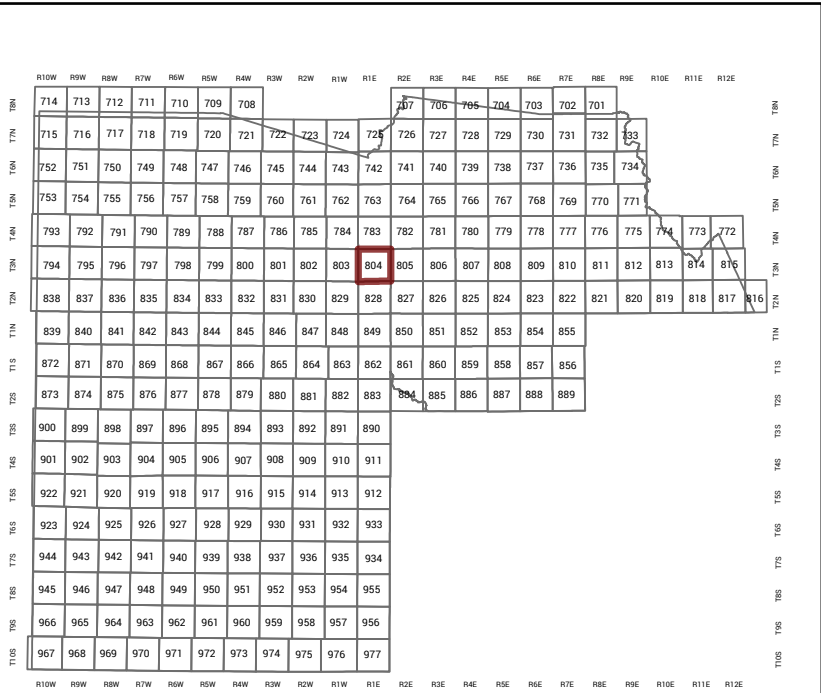 R10W R9W R8W R7W R6W R5W R4W R3W R2W R1W R1E R2E R3E R4E R5E R6E R7E R8E R9E R10E R11E R12E
T8N 714 713 712 711 710 709 708 707 706 705 704 703 702 701 T8N
T7N 715 716 717 718 719 720 721 722 723 724 725 726 727 728 729 730 731 732 733 T7N
T6N 752 751 750 749 748 747 746 745 744 743 742 741 740 739 738 737 736 735 734 T6N
T5N 753 754 755 756 757 758 759 760 761 762 763 764 765 766 767 768 769 770 771 T5N
T4N 793 792 791 790 789 788 787 786 785 784 783 782 781 780 779 778 777 776 775 774 773 772 T4N
T3N 794 795 796 797 798 799 800 801 802 803 804 805 806 807 808 809 810 811 812 813 814 815 T3N
T2N 838 837 836 835 834 833 832 831 830 829 828 827 826 825 824 823 822 821 820 819 818 817 816 T2N
T1N 839 840 841 842 843 844 845 846 847 848 849 850 851 852 853 854 855 T1N
T1S 872 871 870 869 868 867 866 865 864 863 862 861 860 859 858 857 856 T1S
T2S 873 874 875 876 877 878 879 880 881 882 883 884 885 886 887 888 889 T2S
T3S 900 899 898 897 896 895 894 893 892 891 890 T3S
T4S 901 902 903 904 905 906 907 908 909 910 911 T4S
T5S 922 921 920 919 918 917 916 915 914 913 912 T5S
T6S 923 924 925 926 927 928 929 930 931 932 933 T6S
T7S 944 943 942 941 940 939 938 937 936 935 934 T7S
T8S 945 946 947 948 949 950 951 952 953 954 955 T8S
T9S 966 965 964 963 962 961 960 959 958 957 956 T9S
T10S 967 968 969 970 971 972 973 974 975 976 977 T10S
R10W R9W R8W R7W R6W R5W R4W R3W R2W R1W R1E R2E R3E R4E R5E R6E R7E R8E R9E R10E R11E R12E